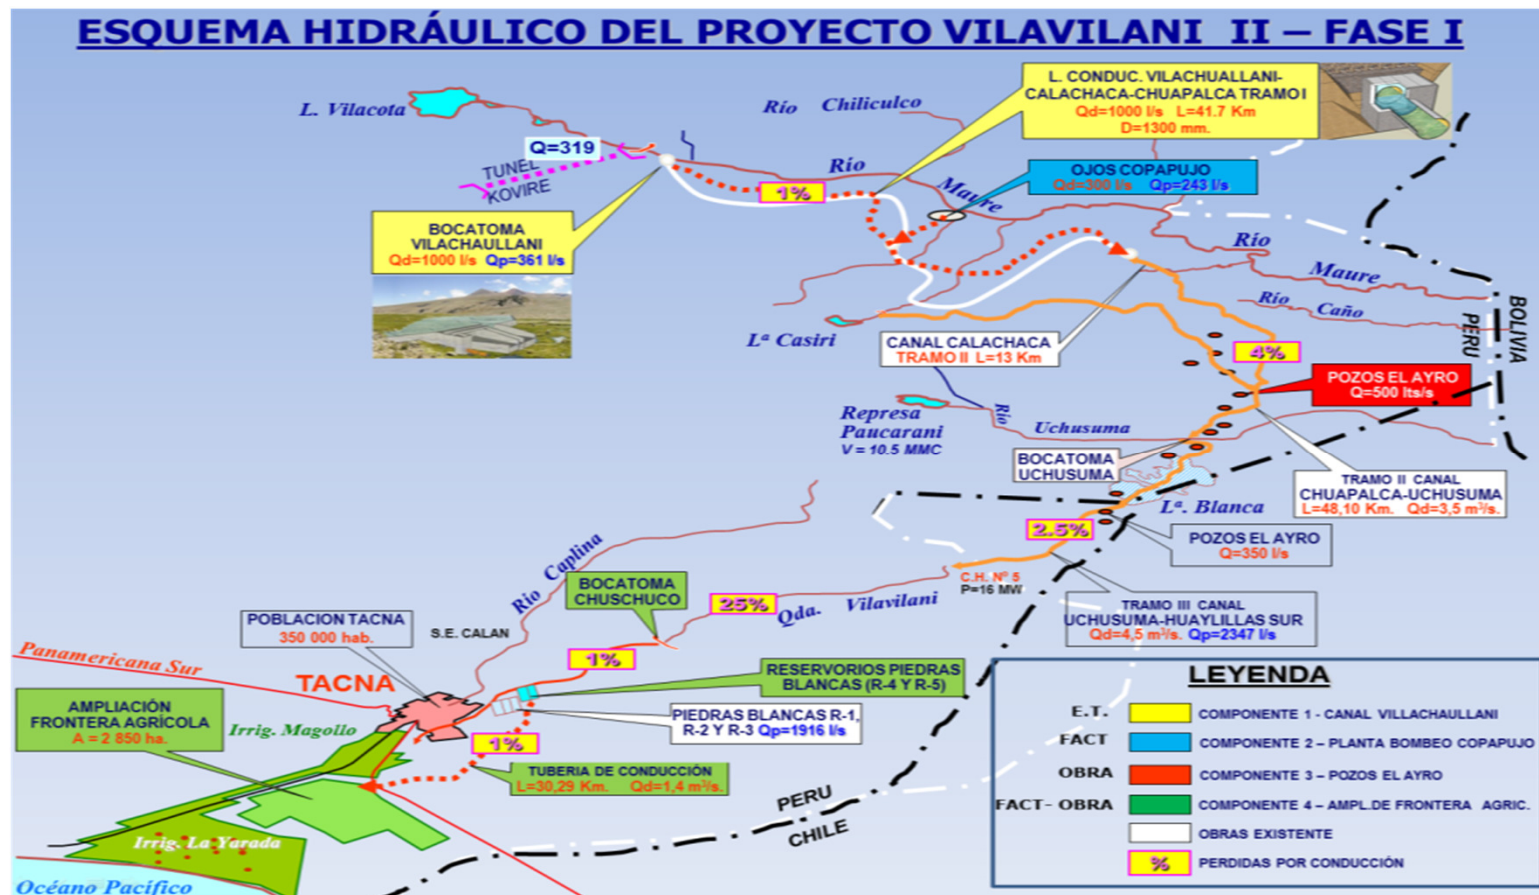 ESQUEMA HIDRÁULICO DEL PROYECTO VILAVILANI II – FASE I
L. Vilacota
Río Chiliculco
L. CONDUC. VILACHUALLANI-
CALACHACA-CHUAPALCA TRAMO I
Qd=1000 l/s L=41.7 Km
D=1300 mm.
Q=319
TUNEL
KOVIRE
Río
Maure
1%
OJOS COPAPUJO
Qd=300 l/s Qp=243 l/s
BOCATOMA
VILACHAULLANI
Qd=1000 l/s Qp=361 l/s
Río
Maure
Río Caño
BOLIVIA
PERU
Lª Casiri
CANAL CALACHACA
TRAMO II L=13 Km
4%
POZOS EL AYRO
Q=500 lts/s
Represa
Paucarani
V = 10.5 MMC
Río
Uchusuma
BOCATOMA
UCHUSUMA
TRAMO II CANAL
CHUAPALCA-UCHUSUMA
L=48,10 Km. Qd=3,5 m³/s.
Lª. Blanca
2.5%
POZOS EL AYRO
Q=350 l/s
C.H. Nº 5
P=16 MW
TRAMO III CANAL
UCHUSUMA-HUAYLILLAS SUR
Qd=4,5 m³/s. Qp=2347 l/s
Río Caplina
BOCATOMA
CHUSCHUCO
25%
Qda. Vilavilani
POBLACION TACNA
350 000 hab.
S.E. CALAN
1%
Panamericana Sur
TACNA
RESERVORIOS PIEDRAS
BLANCAS (R-4 Y R-5)
AMPLIACIÓN
FRONTERA AGRÍCOLA
A = 2 850 ha.
Irrig. Magollo
PIEDRAS BLANCAS R-1,
R-2 Y R-3 Qp=1916 l/s
1%
TUBERIA DE CONDUCCIÓN
L=30,29 Km. Qd=1,4 m³/s.
PERU
CHILE
Irrig. La Yarada
Océano Pacífico
LEYENDA
E.T. COMPONENTE 1 - CANAL VILLACHAULLANI
FACT COMPONENTE 2 – PLANTA BOMBEO COPAPUJO
OBRA COMPONENTE 3 – POZOS EL AYRO
FACT- OBRA COMPONENTE 4 – AMPL.DE FRONTERA AGRIC.
OBRAS EXISTENTE
% PERDIDAS POR CONDUCCIÓN